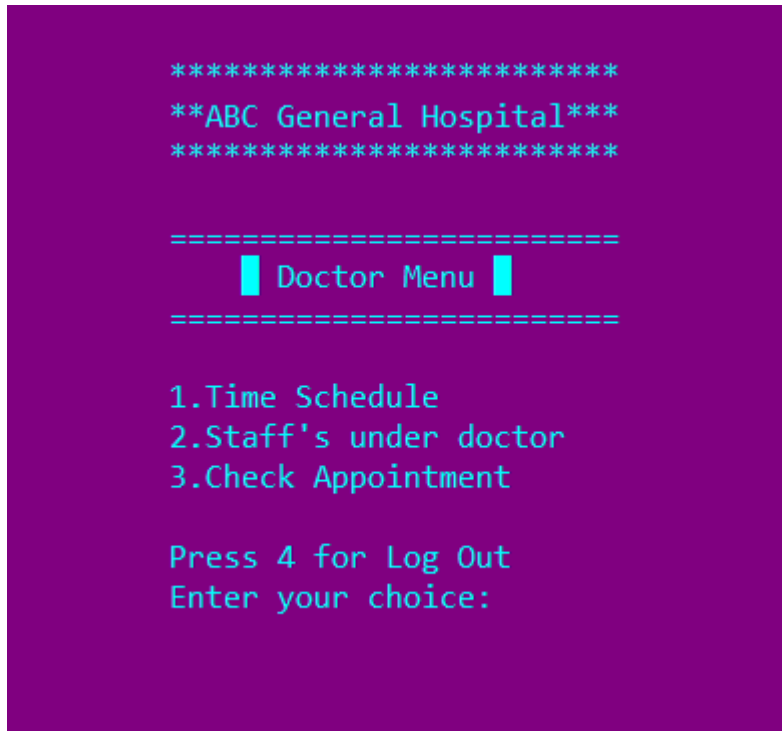 *************************
**ABC General Hospital***
*************************
=========================
█ Doctor Menu █
=========================
1.Time Schedule
2.Staff's under doctor
3.Check Appointment
Press 4 for Log Out
Enter your choice: